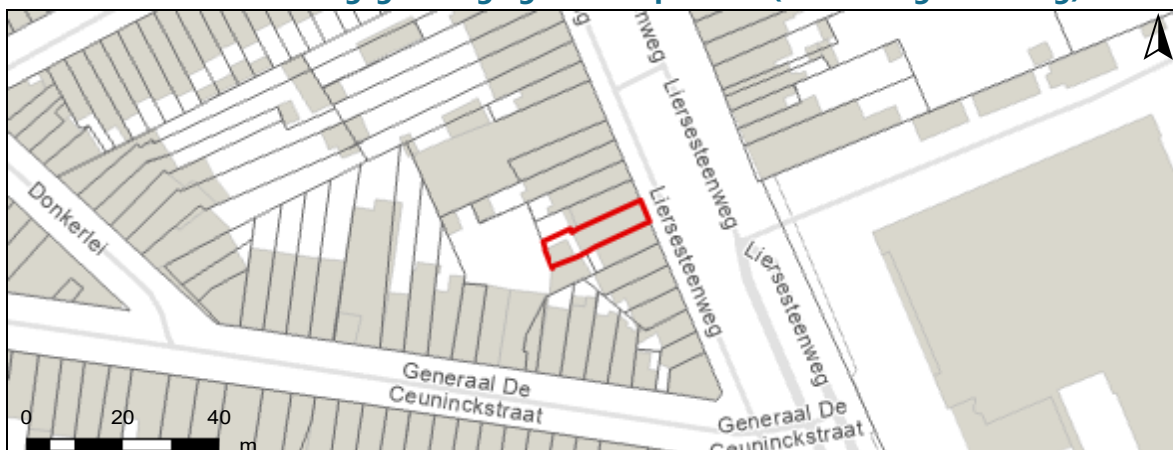 Liersesteenweg
Donkerlei
Liersesteenweg
Liersesteenweg
Generaal De
Ceuninckstraat
Generaal De
Ceuninckstraat
0 20 40
m